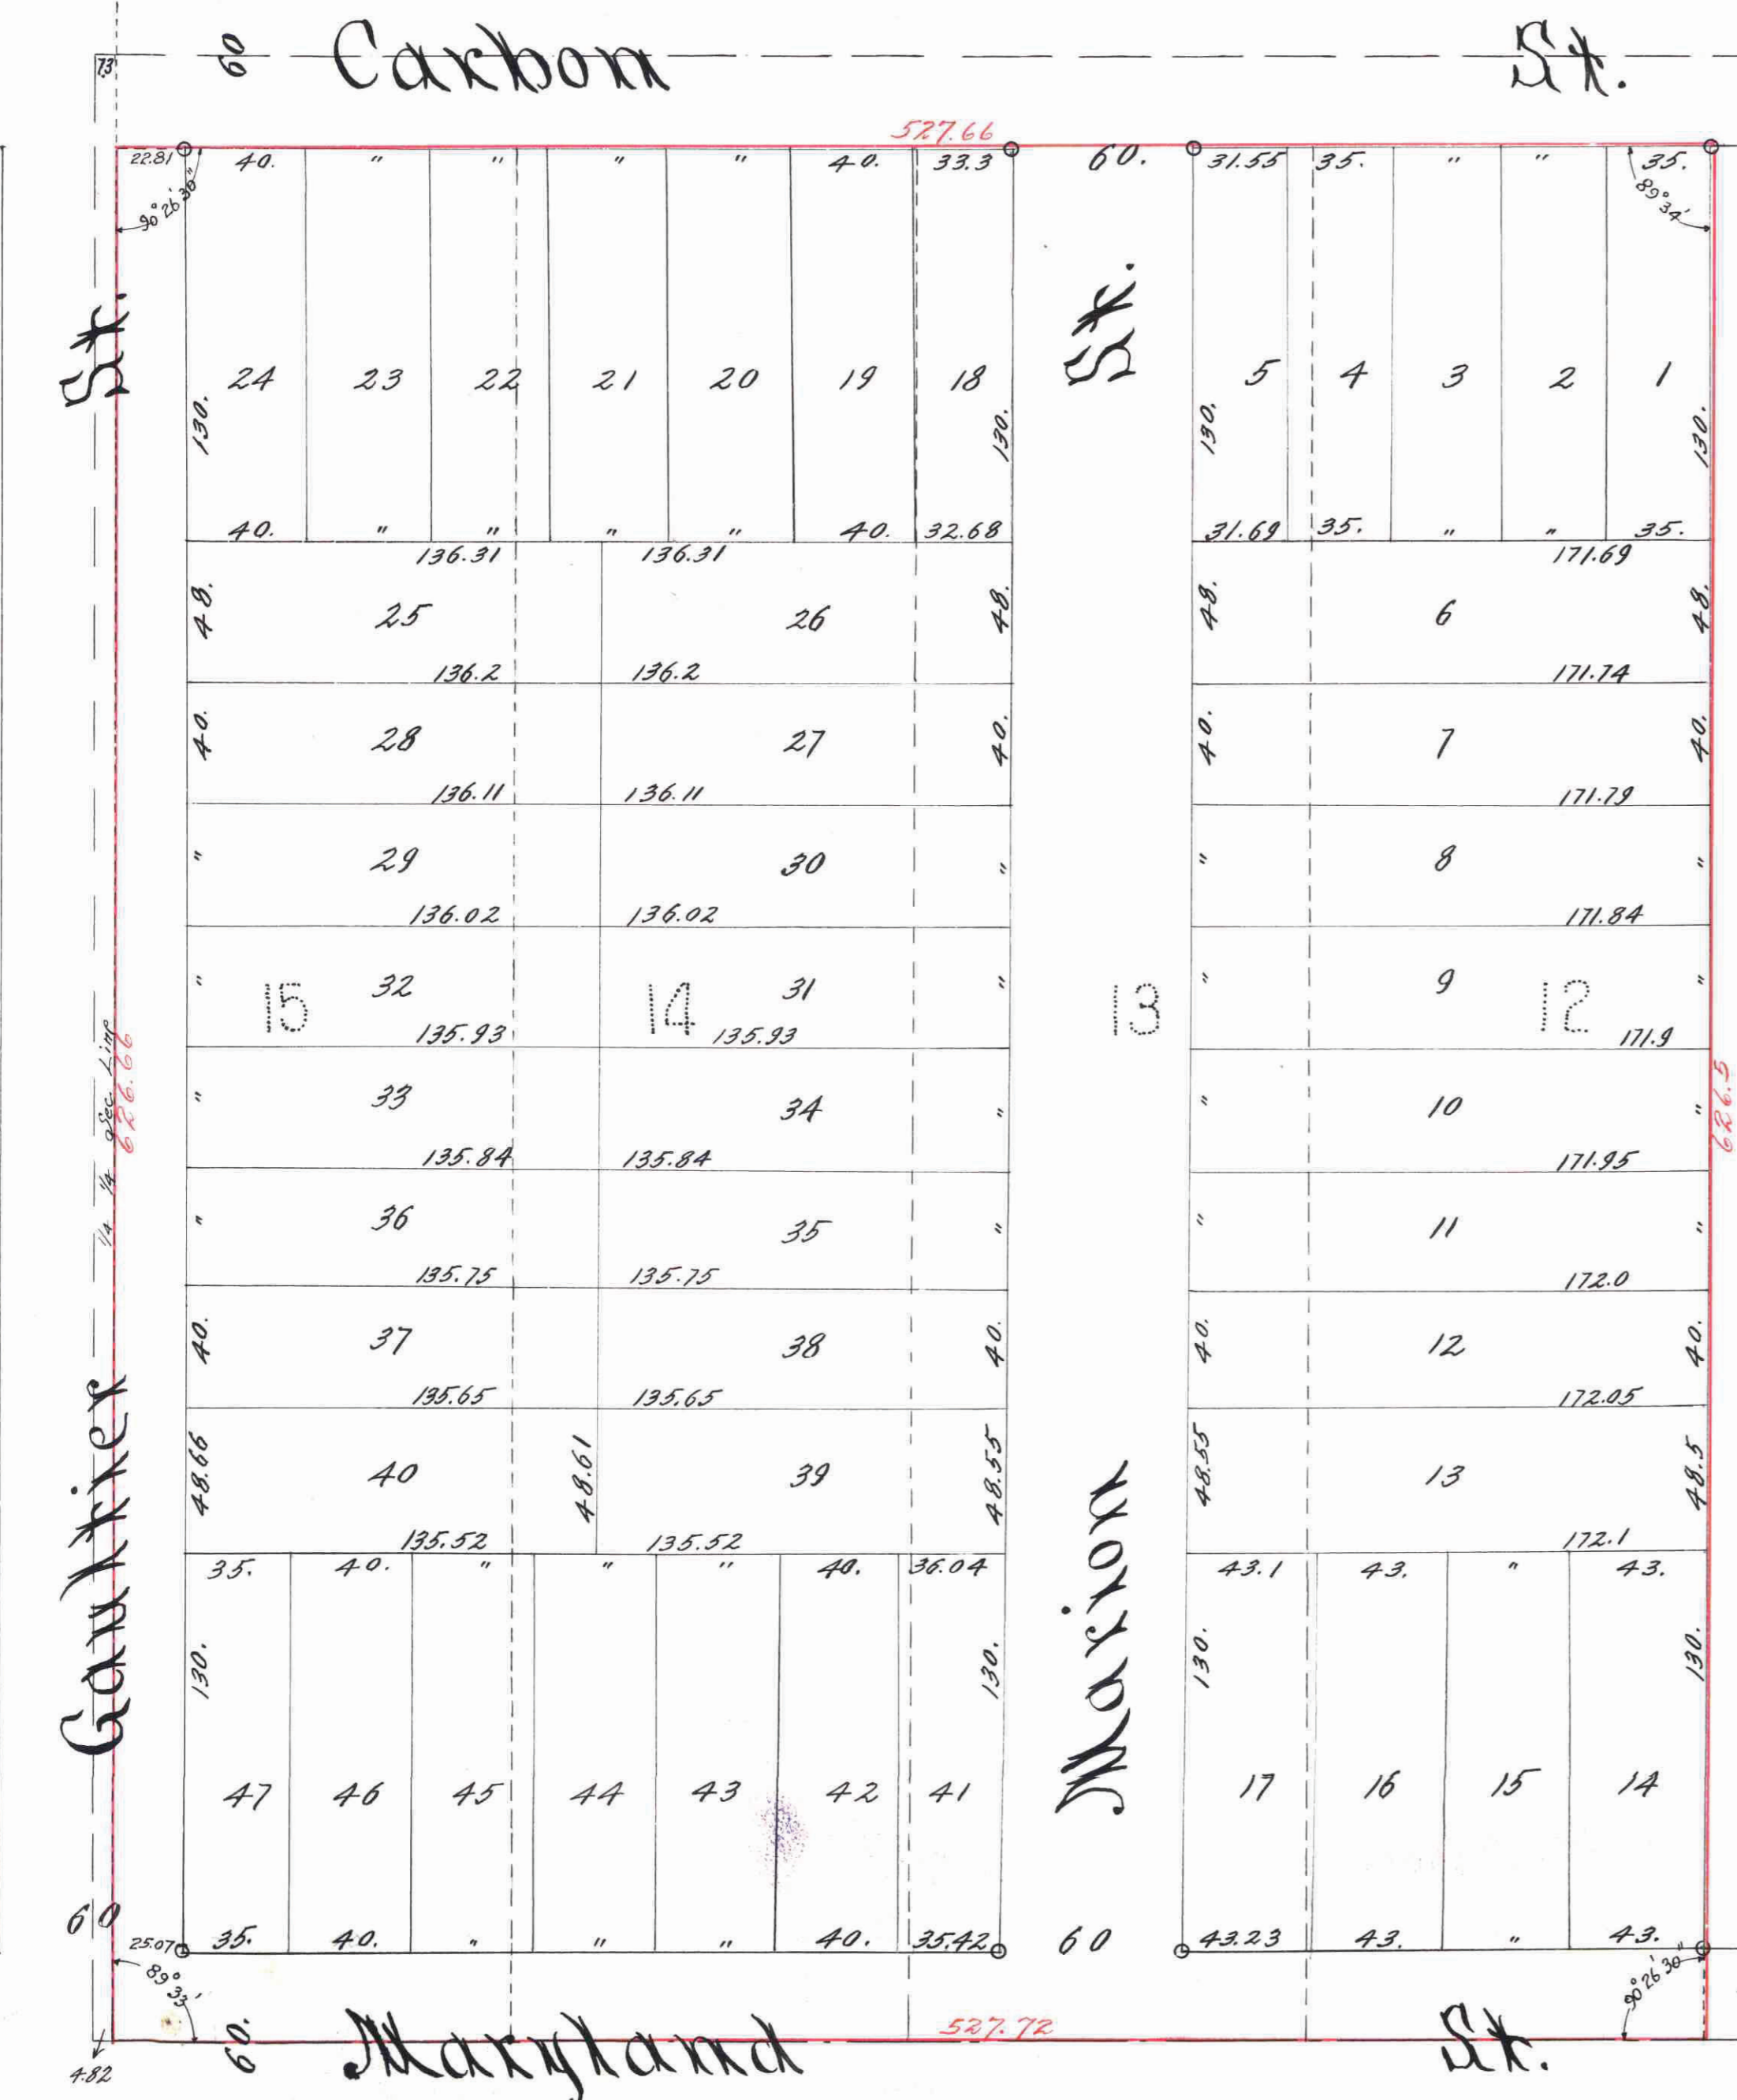 60 Carbon St.
7.3
527.66
22.81 40. " " " " 40. 33.3 60. 31.55 35. " " 35.
90° 26' 30" 89° 34'
St. St.
24 23 22 21 20 19 18 5 4 3 2 1
130. 130. 130. 130.
40. " " " " 40. 32.68 31.69 35. " " 35.
136.31 136.31 171.69
48. 25 26 48. 48. 6 48.
136.2 136.2 171.74
40. 28 27 40. 40. 7 40.
136.11 136.11 171.79
" 29 30 " " 8 "
136.02 136.02 171.84
" 15 32 14 31 " 13 " 9 12 "
135.93 135.93 171.9
1/4 1/4 Sec. Line 626.66 626.5
" 33 34 " " 10 "
135.84 135.84 171.95
" 36 35 " " 11 "
135.75 135.75 172.0
40. 37 38 40. 40. 12 40.
135.65 135.65 172.05
48.66 40 48.61 39 48.55 48.55 13 48.5
135.52 135.52 172.1
Gaultier Marion
35. 40. " " " 40. 36.04 43.1 43. " 43.
130. 130. 130. 130.
47 46 45 44 43 42 41 17 16 15 14
60
25.07 35. 40. " " " 40. 35.42 60 43.23 43. " 43.
89° 33' 90° 26' 30"
527.72
60. Maryland St.
4.82